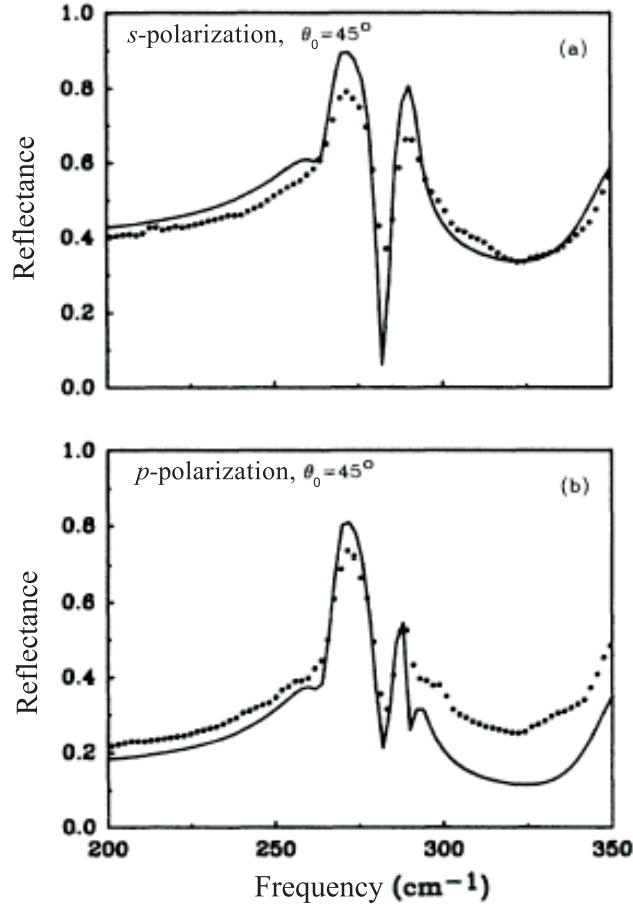 s-polarization, θ₀=45°
(a)
1.0
0.8
0.6
0.4
0.2
0.0
Reflectance
p-polarization, θ₀=45°
(b)
1.0
0.8
0.6
0.4
0.2
0.0
Reflectance
200
250
300
350
Frequency (cm⁻¹)